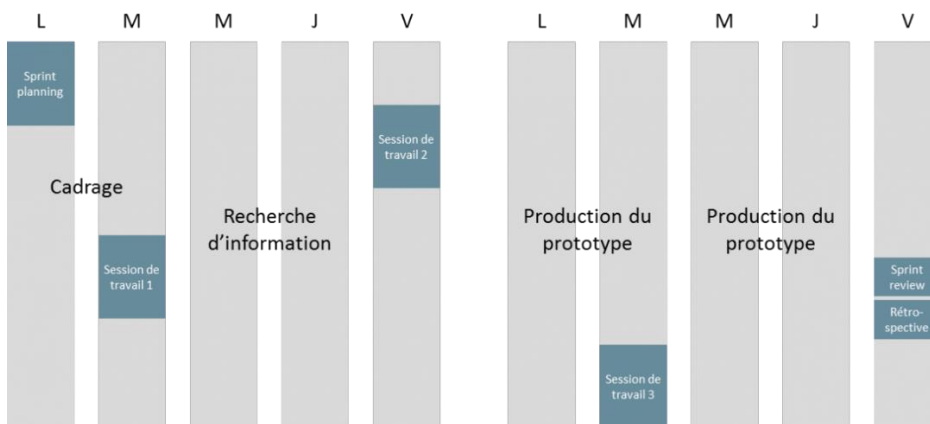 L M M J V L M M J V
Sprint
planning
Cadrage
Session de
travail 1
Recherche
d'information
Session de
travail 2
Production du
prototype
Session de
travail 3
Production du
prototype
Sprint
review
Rétro-
spective